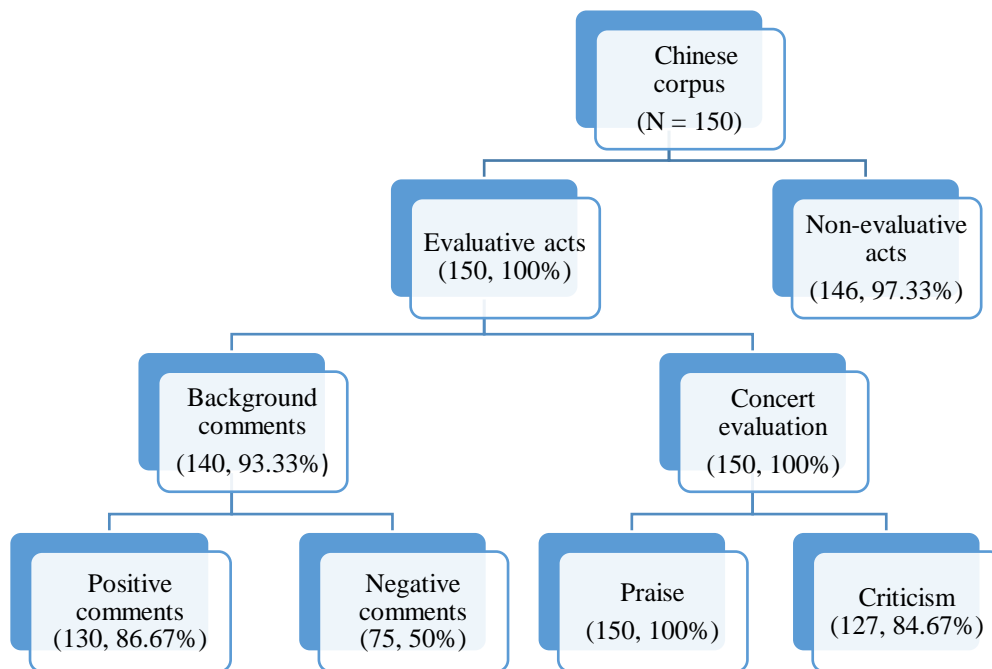 Chinese
corpus
(N = 150)
Evaluative acts
(150, 100%)
Non-evaluative
acts
(146, 97.33%)
Background
comments
(140, 93.33%)
Concert
evaluation
(150, 100%)
Positive
comments
(130, 86.67%)
Negative
comments
(75, 50%)
Praise
(150, 100%)
Criticism
(127, 84.67%)